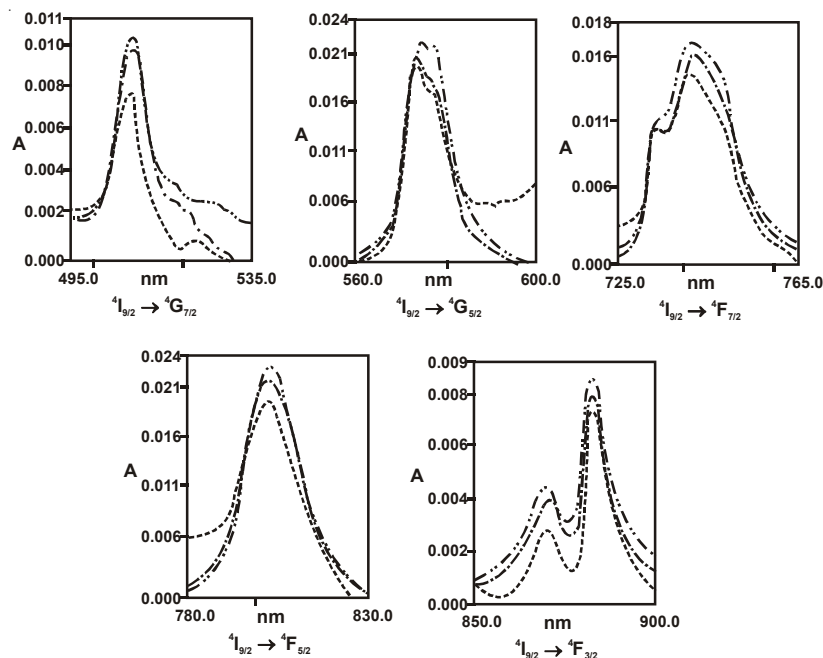 0.011
0.010
0.008
0.006
A
0.004
0.002
0.000
495.0 nm 535.0
⁴I₉/₂ → ⁴G₇/₂
0.024
0.020
0.016
A
0.011
0.006
0.000
560.0 nm 600.0
⁴I₉/₂ → ⁴G₅/₂
0.018
0.016
0.011
A
0.006
0.000
725.0 nm 765.0
⁴I₉/₂ → ⁴F₇/₂
0.024
0.021
0.016
A
0.011
0.006
0.000
780.0 nm 830.0
⁴I₉/₂ → ⁴F₅/₂
0.009
0.008
0.006
A
0.004
0.002
0.000
850.0 nm 900.0
⁴I₉/₂ → ⁴F₃/₂